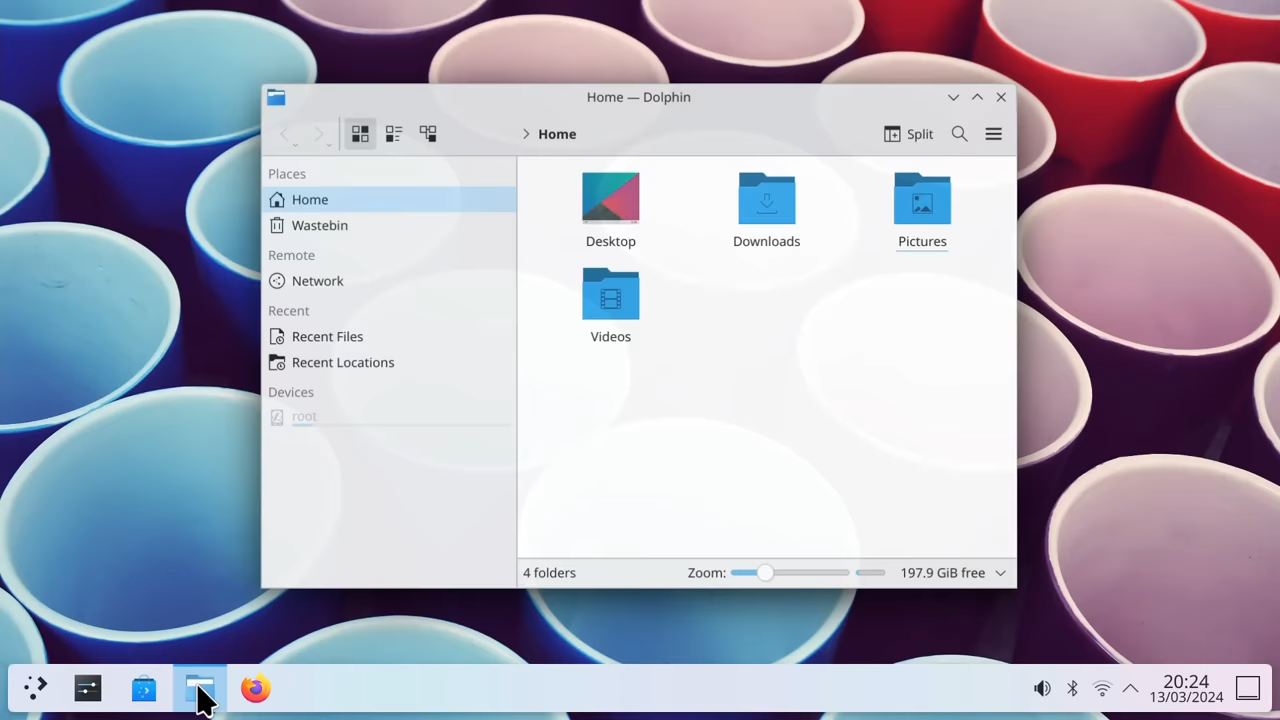 Home — Dolphin
Home
Split
Places
Home
Wastebin
Remote
Network
Recent
Recent Files
Recent Locations
Devices
root
Desktop
Downloads
Pictures
Videos
4 folders
Zoom:
197.9 GiB free
20:24
13/03/2024